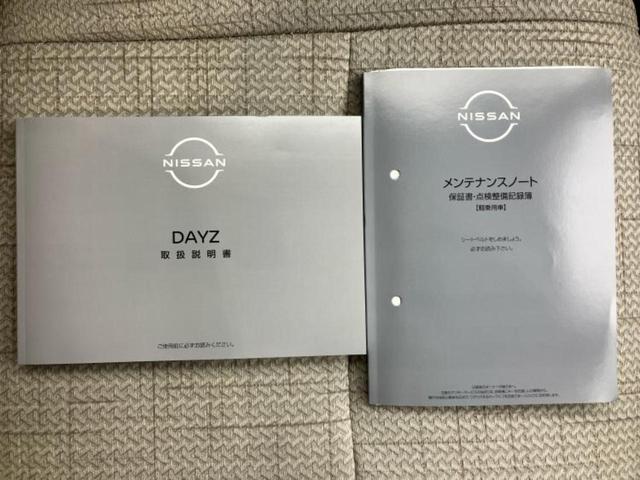 NISSAN
DAYZ
取扱説明書
ご使用前に必ずお読みください。
NISSAN
メンテナンスノート
保証書・点検整備記録簿
【軽乗用車】
シートベルトをしめましょう。
必ずお読み下さい。